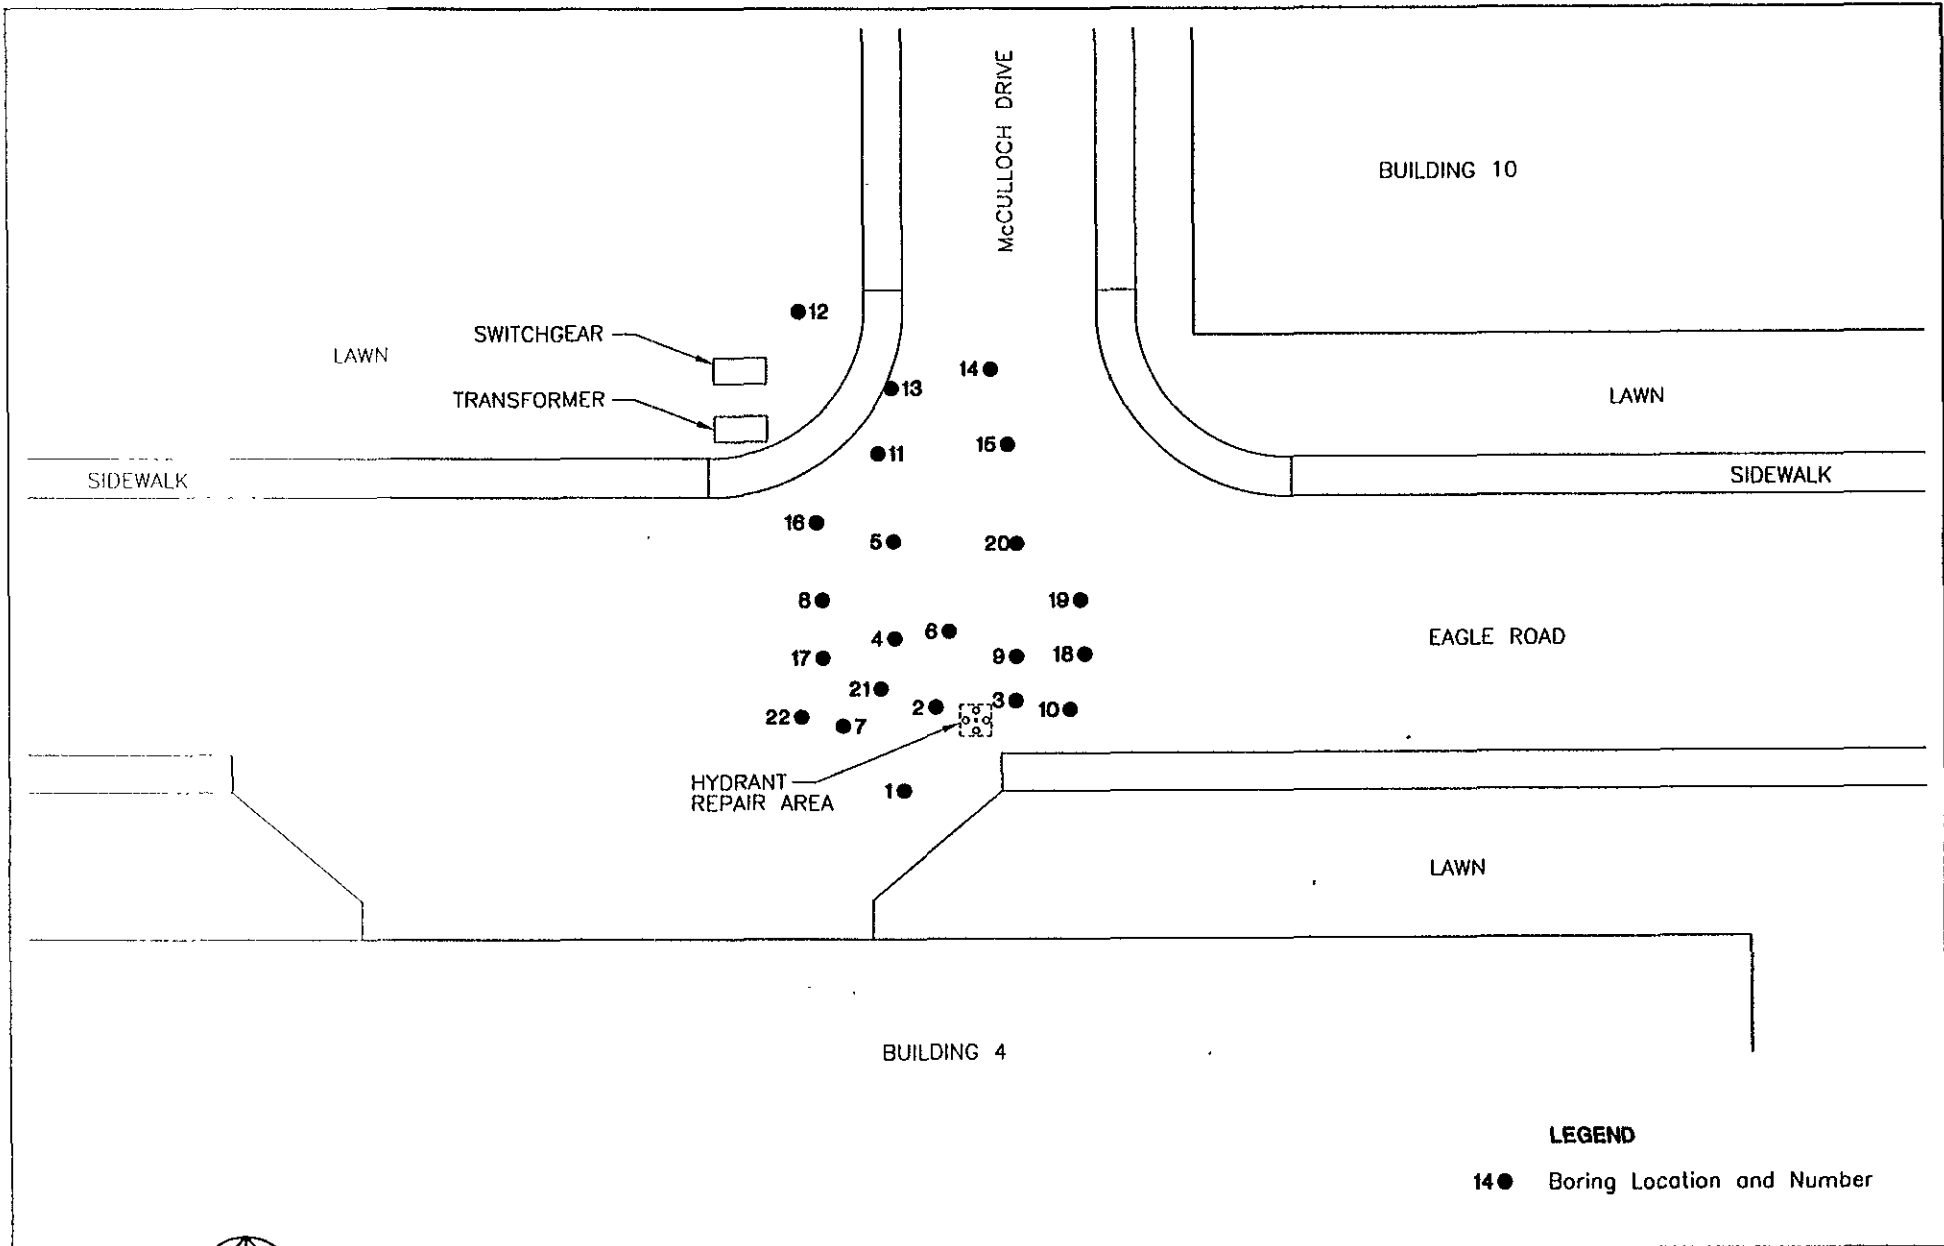 McCULLOCH DRIVE
BUILDING 10
12
SWITCHGEAR
LAWN
14
13
TRANSFORMER
LAWN
15
11
SIDEWALK
SIDEWALK
16
5
20
8
19
6
4
EAGLE ROAD
17
9
18
21
3
2
10
22
7
HYDRANT
REPAIR AREA
1
LAWN
BUILDING 4
LEGEND
14 Boring Location and Number